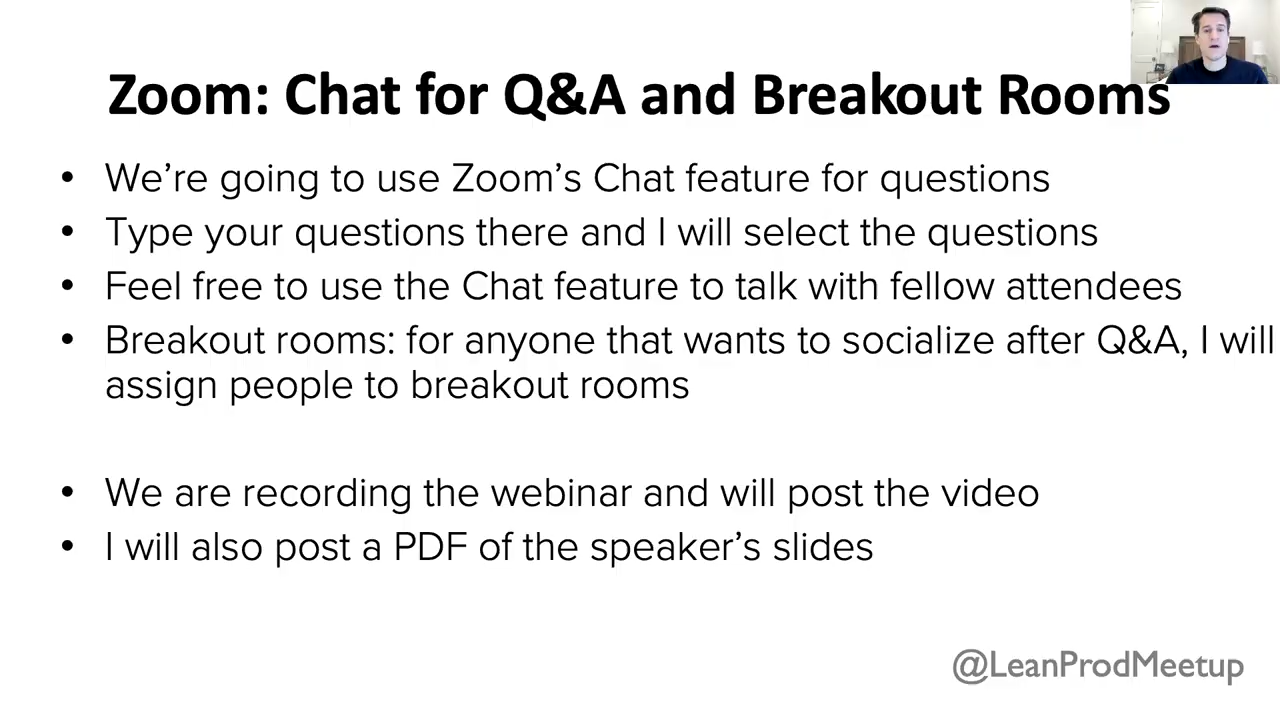 Zoom: Chat for Q&A and Breakout Rooms
• We’re going to use Zoom’s Chat feature for questions
• Type your questions there and I will select the questions
• Feel free to use the Chat feature to talk with fellow attendees
• Breakout rooms: for anyone that wants to socialize after Q&A, I will
assign people to breakout rooms
• We are recording the webinar and will post the video
• I will also post a PDF of the speaker’s slides
@LeanProdMeetup